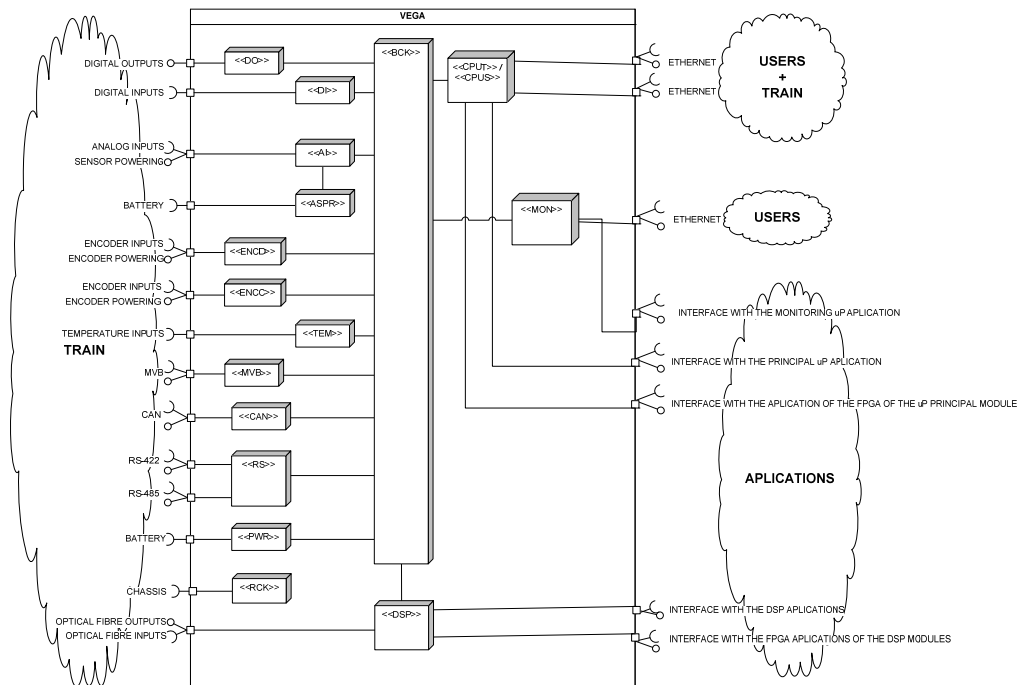 VEGA
DIGITAL OUTPUTS
<<DO>>
<<BCK>>
<<CPUT>> /
<<CPUS>>
ETHERNET
ETHERNET
USERS
+
TRAIN
DIGITAL INPUTS
<<DI>>
ANALOG INPUTS
SENSOR POWERING
<<AI>>
BATTERY
<<ASPR>>
<<MON>>
ETHERNET
USERS
ENCODER INPUTS
ENCODER POWERING
<<ENCD>>
ENCODER INPUTS
ENCODER POWERING
<<ENCC>>
INTERFACE WITH THE MONITORING uP APLICATION
TEMPERATURE INPUTS
<<TEM>>
TRAIN
INTERFACE WITH THE PRINCIPAL uP APLICATION
MVB
<<MVB>>
INTERFACE WITH THE APLICATION OF THE FPGA OF THE uP PRINCIPAL MODULE
CAN
<<CAN>>
RS-422
<<RS>>
RS-485
APLICATIONS
BATTERY
<<PWR>>
CHASSIS
<<RCK>>
OPTICAL FIBRE OUTPUTS
OPTICAL FIBRE INPUTS
<<DSP>>
INTERFACE WITH THE DSP APLICATIONS
INTERFACE WITH THE FPGA APLICATIONS OF THE DSP MODULES